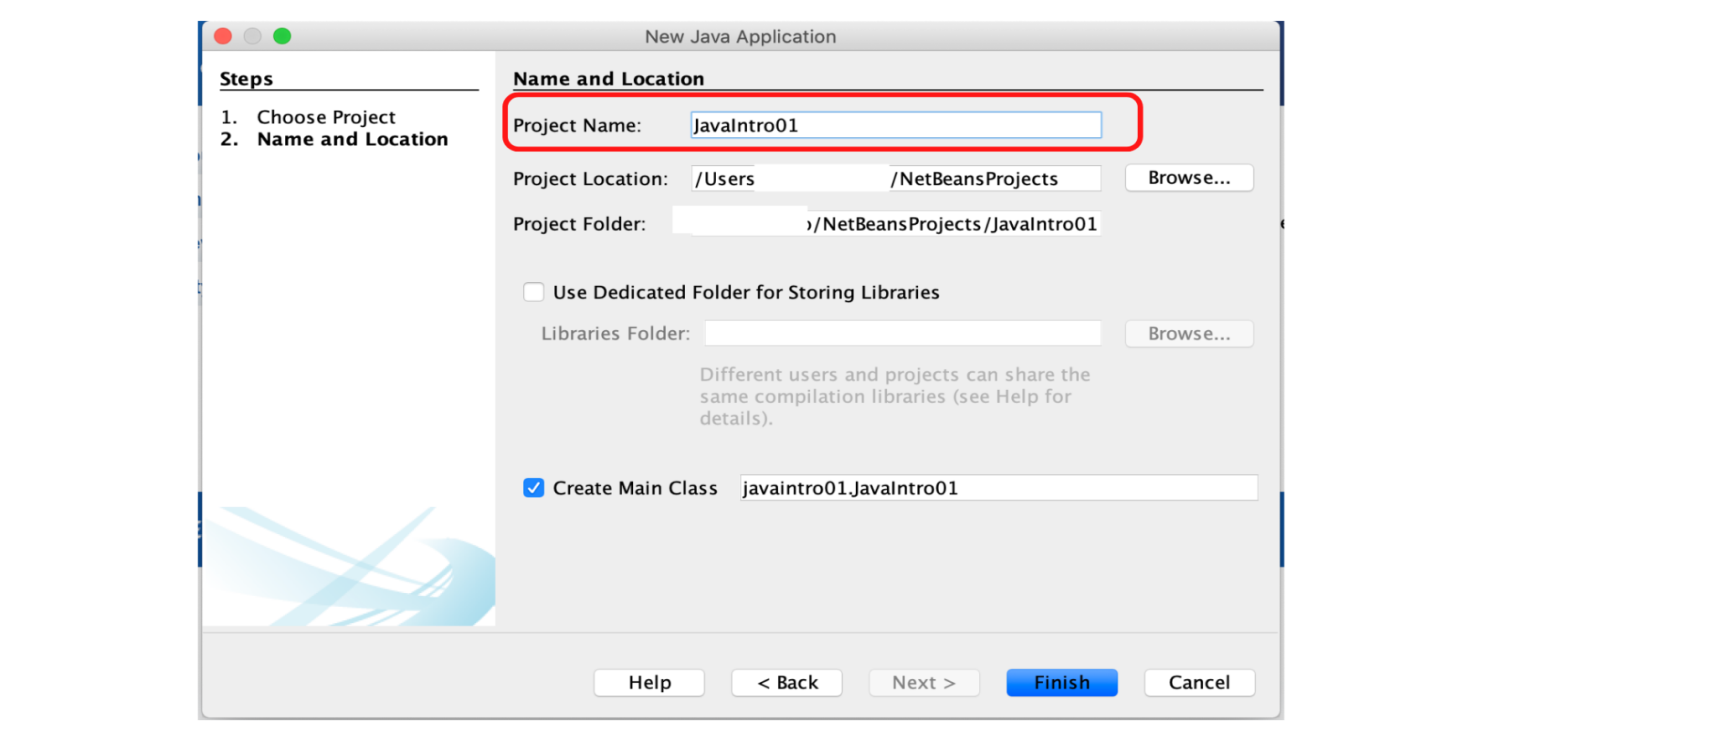 New Java Application
Steps
1. Choose Project
2. Name and Location
Name and Location
Project Name: JavaIntro01
Project Location: /Users /NetBeansProjects Browse...
Project Folder: /NetBeansProjects/JavaIntro01
Use Dedicated Folder for Storing Libraries
Libraries Folder: Browse...
Different users and projects can share the
same compilation libraries (see Help for
details).
Create Main Class javaintro01.JavaIntro01
Help < Back Next > Finish Cancel